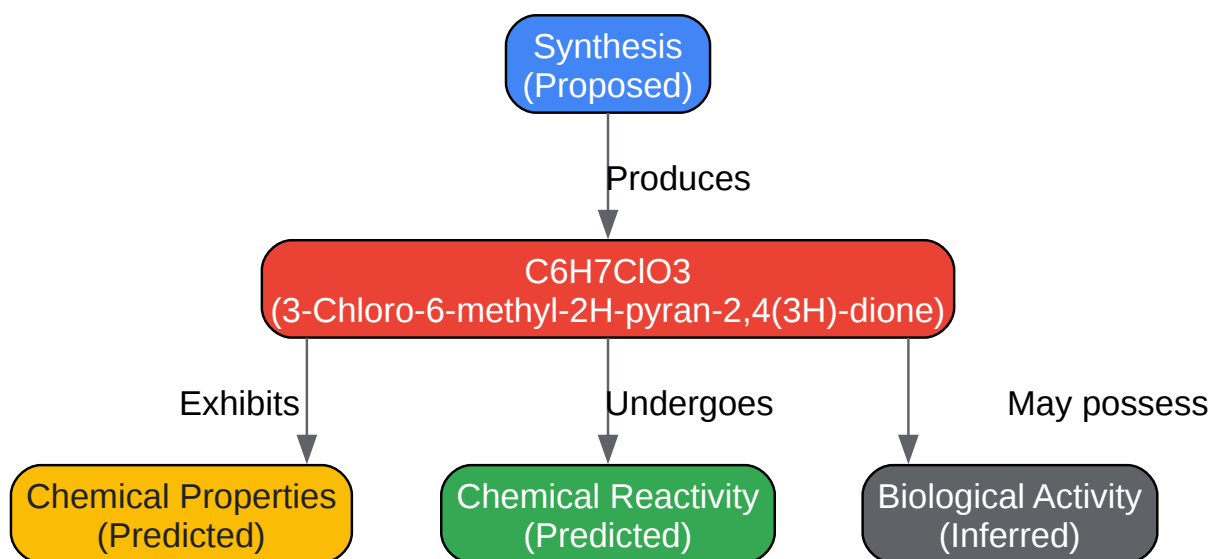 Synthesis
(Proposed)
Produces
C6H7ClO3
(3-Chloro-6-methyl-2H-pyran-2,4(3H)-dione)
Exhibits
Undergoes
May possess
Chemical Properties
(Predicted)
Chemical Reactivity
(Predicted)
Biological Activity
(Inferred)